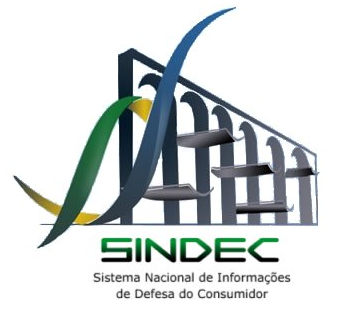 SINDEC
Sistema Nacional de Informações
de Defesa do Consumidor